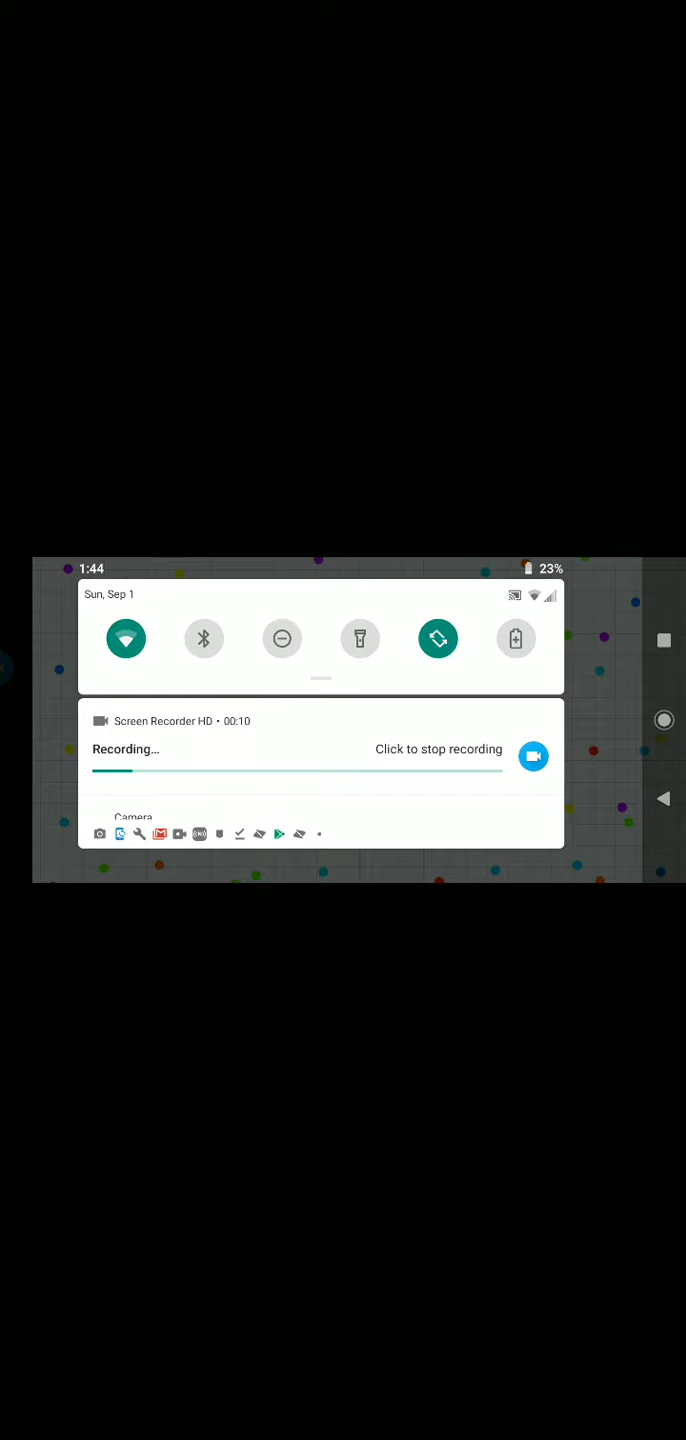 1:44
23%
Sun, Sep 1
Screen Recorder HD • 00:10
Recording...
Click to stop recording
Camera